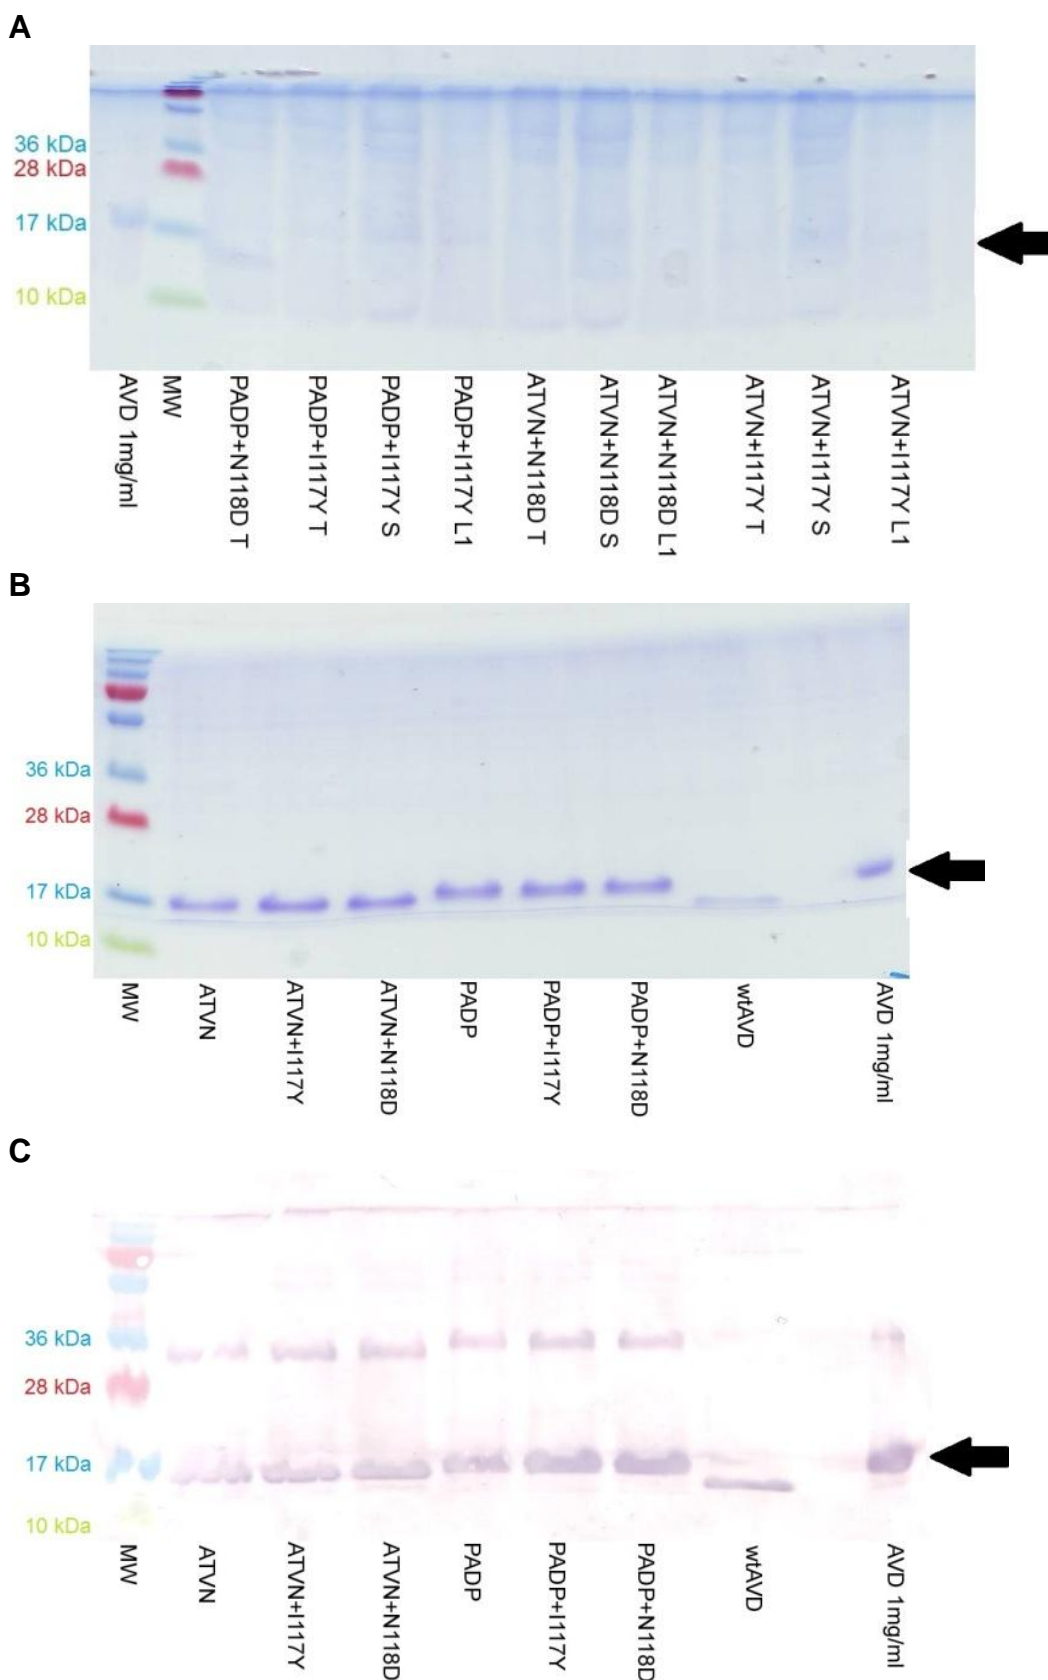 A
36 kDa
28 kDa
17 kDa
10 kDa
AVD 1mg/ml
MW
PADP+N118D T
PADP+I117Y T
PADP+I117Y S
PADP+I117Y L1
ATVN+N118D T
ATVN+N118D S
ATVN+N118D L1
ATVN+I117Y T
ATVN+I117Y S
ATVN+I117Y L1
B
36 kDa
28 kDa
17 kDa
10 kDa
MW
ATVN
ATVN+I117Y
ATVN+N118D
PADP
PADP+I117Y
PADP+N118D
wtAVD
AVD 1mg/ml
C
36 kDa
28 kDa
17 kDa
10 kDa
MW
ATVN
ATVN+I117Y
ATVN+N118D
PADP
PADP+I117Y
PADP+N118D
wtAVD
AVD 1mg/ml